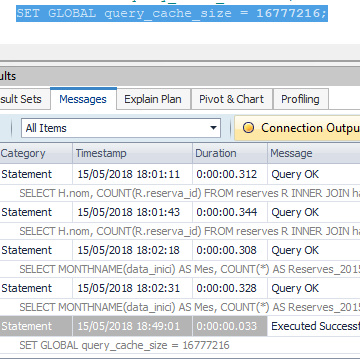 SET GLOBAL query_cache_size = 16777216;
ults
sult Sets Messages Explain Plan Pivot & Chart Profiling
All Items Connection Outpu
Category Timestamp Duration Message
Statement 15/05/2018 18:01:11 0:00:00.312 Query OK
SELECT H.nom, COUNT(R.reserva_id) FROM reserves R INNER JOIN ha
Statement 15/05/2018 18:01:43 0:00:00.344 Query OK
SELECT H.nom, COUNT(R.reserva_id) FROM reserves R INNER JOIN ha
Statement 15/05/2018 18:02:18 0:00:00.308 Query OK
SELECT MONTHNAME(data_inici) AS Mes, COUNT(*) AS Reserves_201
Statement 15/05/2018 18:02:31 0:00:00.328 Query OK
SELECT MONTHNAME(data_inici) AS Mes, COUNT(*) AS Reserves_201
Statement 15/05/2018 18:49:01 0:00:00.033 Executed Successf
SET GLOBAL query_cache_size = 16777216